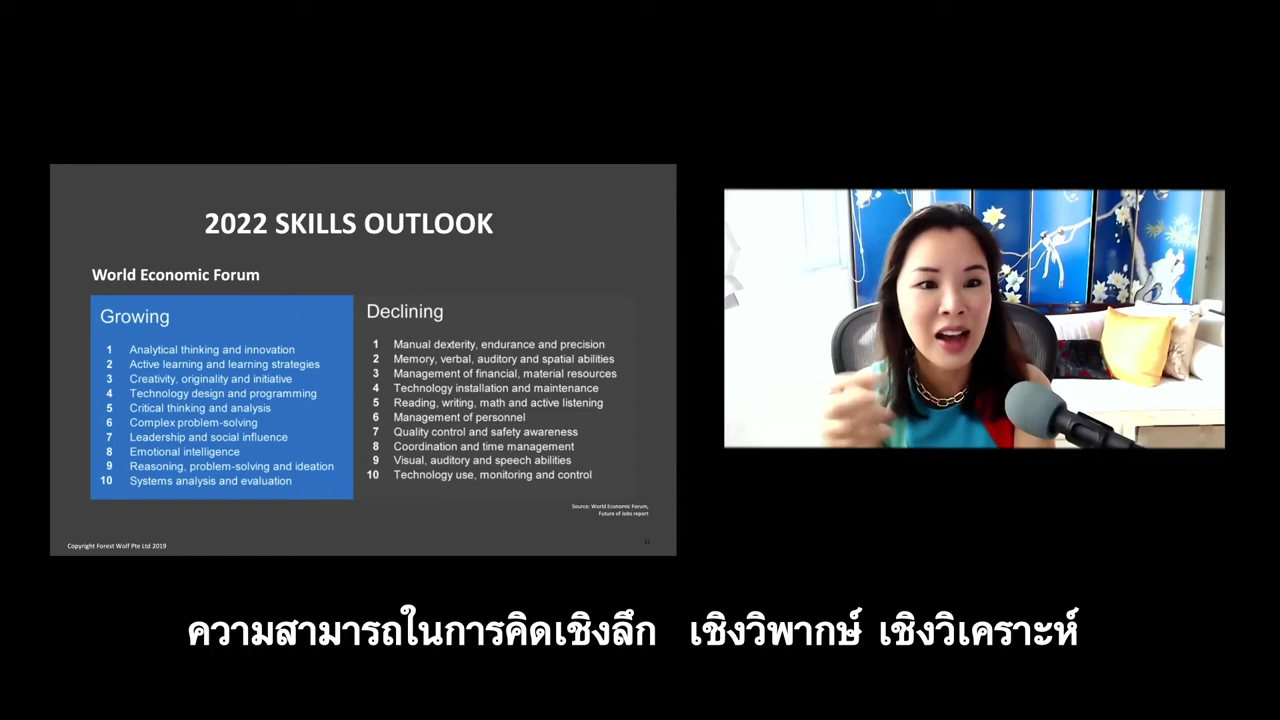 2022 SKILLS OUTLOOK
World Economic Forum
Growing
1 Analytical thinking and innovation
2 Active learning and learning strategies
3 Creativity, originality and initiative
4 Technology design and programming
5 Critical thinking and analysis
6 Complex problem-solving
7 Leadership and social influence
8 Emotional intelligence
9 Reasoning, problem-solving and ideation
10 Systems analysis and evaluation
Declining
1 Manual dexterity, endurance and precision
2 Memory, verbal, auditory and spatial abilities
3 Management of financial, material resources
4 Technology installation and maintenance
5 Reading, writing, math and active listening
6 Management of personnel
7 Quality control and safety awareness
8 Coordination and time management
9 Visual, auditory and speech abilities
10 Technology use, monitoring and control
Source: World Economic Forum,
Future of Jobs report
Copyright Forest Wolf Pte Ltd 2019
ความสามารถในการคิดเชิงลึก เชิงวิพากษ์ เชิงวิเคราะห์